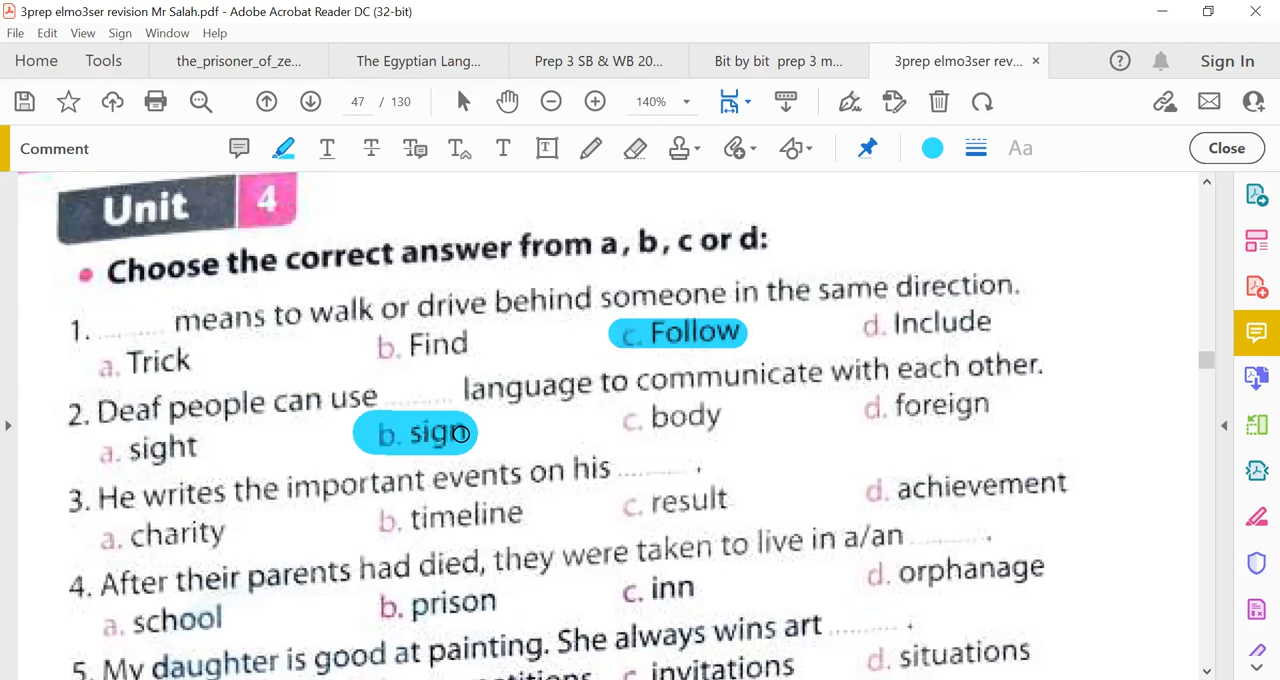 3prep elmo3ser revision Mr Salah.pdf - Adobe Acrobat Reader DC (32-bit)
File Edit View Sign Window Help
Home Tools the_prisoner_of_ze... The Egyptian Lang... Prep 3 SB & WB 20... Bit by bit prep 3 m... 3prep elmo3ser rev... × Sign In
47 / 130 140%
Comment Aa Close
Unit 4
Choose the correct answer from a, b, c or d:
1. .......... means to walk or drive behind someone in the same direction.
a. Trick b. Find c. Follow d. Include
2. Deaf people can use .......... language to communicate with each other.
a. sight b. sign c. body d. foreign
3. He writes the important events on his .......... .
a. charity b. timeline c. result d. achievement
4. After their parents had died, they were taken to live in a/an .......... .
a. school b. prison c. inn d. orphanage
5. My daughter is good at painting. She always wins art .......... .
c. invitations d. situations